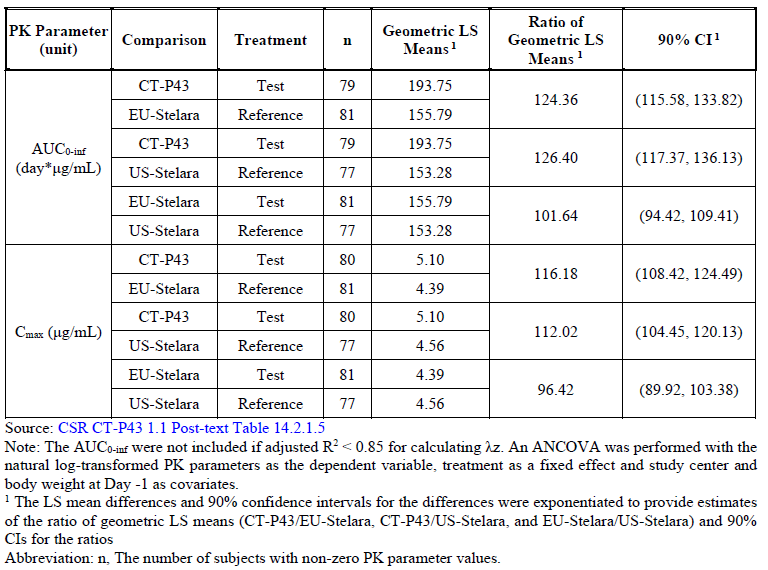 PK Parameter (unit) Comparison Treatment n Geometric LS Means 1 Ratio of Geometric LS Means 1 90% CI1
AUC0-inf (day*µg/mL)
CT-P43 Test 79 193.75 124.36 (115.58, 133.82)
EU-Stelara Reference 81 155.79
CT-P43 Test 79 193.75 126.40 (117.37, 136.13)
US-Stelara Reference 77 153.28
EU-Stelara Test 81 155.79 101.64 (94.42, 109.41)
US-Stelara Reference 77 153.28
Cmax (µg/mL)
CT-P43 Test 80 5.10 116.18 (108.42, 124.49)
EU-Stelara Reference 81 4.39
CT-P43 Test 80 5.10 112.02 (104.45, 120.13)
US-Stelara Reference 77 4.56
EU-Stelara Test 81 4.39 96.42 (89.92, 103.38)
US-Stelara Reference 77 4.56
Source: CSR CT-P43 1.1 Post-text Table 14.2.1.5
Note: The AUC0-inf were not included if adjusted R2 < 0.85 for calculating λz. An ANCOVA was performed with the
natural log-transformed PK parameters as the dependent variable, treatment as a fixed effect and study center and
body weight at Day -1 as covariates.
1 The LS mean differences and 90% confidence intervals for the differences were exponentiated to provide estimates
of the ratio of geometric LS means (CT-P43/EU-Stelara, CT-P43/US-Stelara, and EU-Stelara/US-Stelara) and 90%
CIs for the ratios
Abbreviation: n, The number of subjects with non-zero PK parameter values.